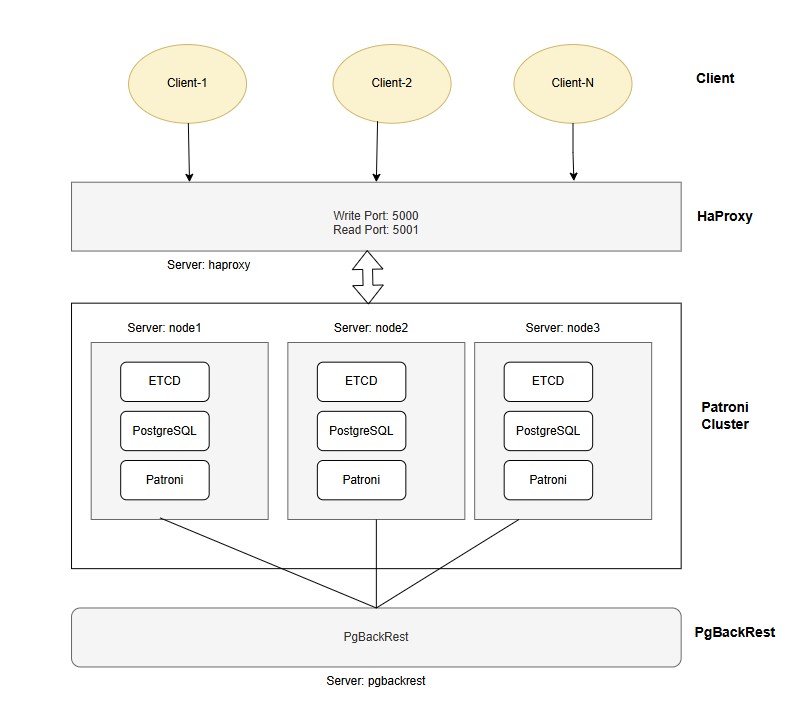 Client-1
Client-2
Client-N
Client
Write Port: 5000
Read Port: 5001
HaProxy
Server: haproxy
Server: node1
Server: node2
Server: node3
ETCD
ETCD
ETCD
PostgreSQL
PostgreSQL
PostgreSQL
Patroni
Patroni
Patroni
Patroni
Cluster
PgBackRest
PgBackRest
Server: pgbackrest